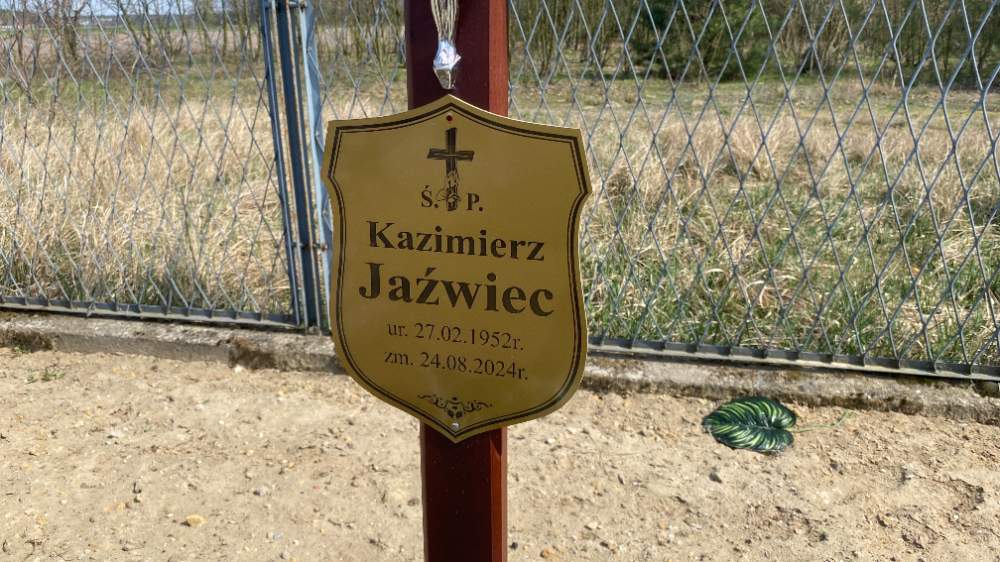 Ś. P.
Kazimierz
Jaźwiec
ur. 27.02.1952r.
zm. 24.08.2024r.